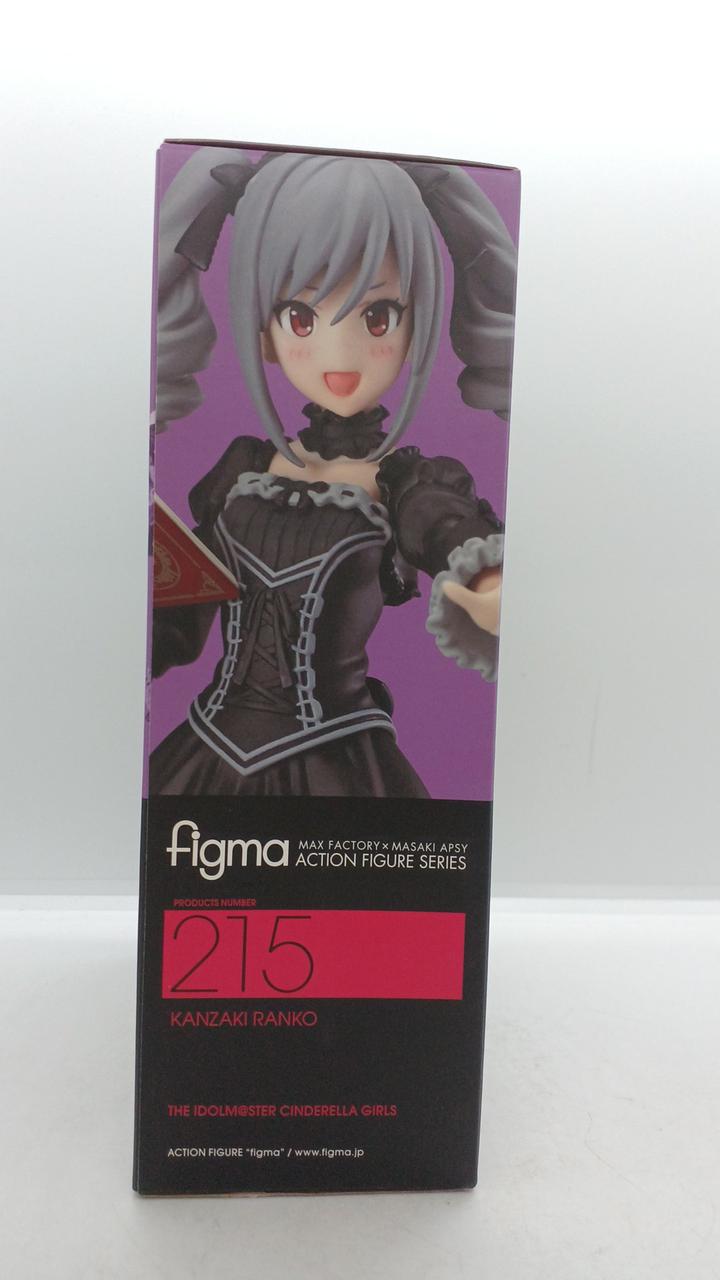 figma
MAX FACTORY × MASAKI APSY
ACTION FIGURE SERIES
PRODUCTS NUMBER
215
KANZAKI RANKO
THE IDOLM@STER CINDERELLA GIRLS
ACTION FIGURE "figma" / www.figma.jp